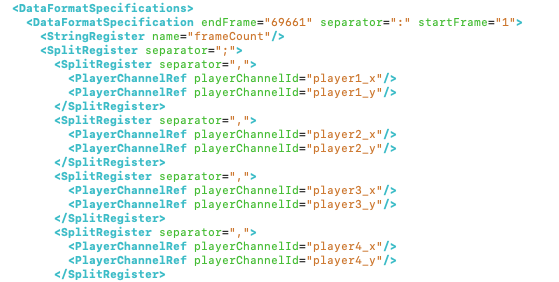 <DataFormatSpecifications>
<DataFormatSpecification endFrame="69661" separator=":" startFrame="1">
<StringRegister name="frameCount"/>
<SplitRegister separator=";">
<SplitRegister separator=",">
<PlayerChannelRef playerChannelId="player1_x"/>
<PlayerChannelRef playerChannelId="player1_y"/>
</SplitRegister>
<SplitRegister separator=",">
<PlayerChannelRef playerChannelId="player2_x"/>
<PlayerChannelRef playerChannelId="player2_y"/>
</SplitRegister>
<SplitRegister separator=",">
<PlayerChannelRef playerChannelId="player3_x"/>
<PlayerChannelRef playerChannelId="player3_y"/>
</SplitRegister>
<SplitRegister separator=",">
<PlayerChannelRef playerChannelId="player4_x"/>
<PlayerChannelRef playerChannelId="player4_y"/>
</SplitRegister>